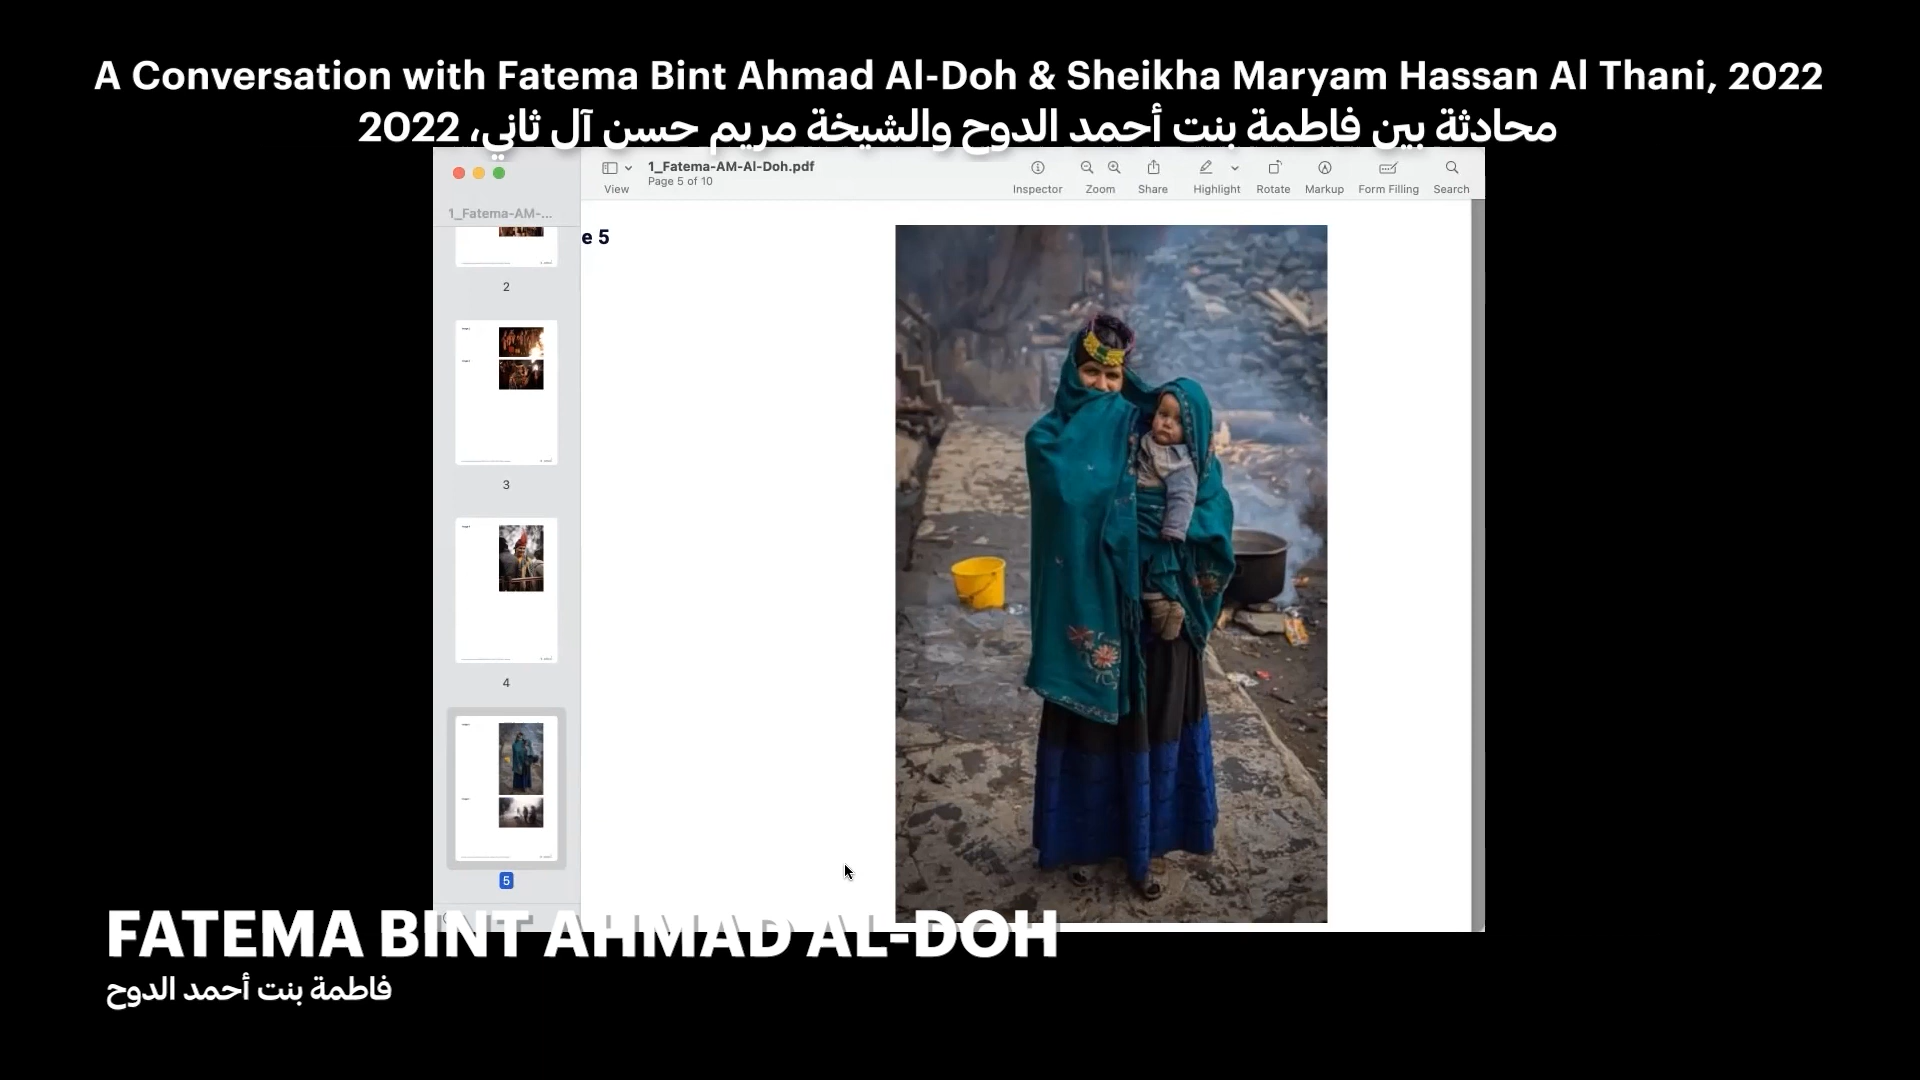 A Conversation with Fatema Bint Ahmad Al-Doh & Sheikha Maryam Hassan Al Thani, 2022
محادثة بين فاطمة بنت أحمد الدوح والشيخة مريم حسن آل ثاني، 2022
1_Fatema-AM-Al-Doh.pdf
Page 5 of 10
View
Inspector
Zoom
Share
Highlight
Rotate
Markup
Form Filling
Search
1_Fatema-AM-...
e 5
2
3
4
5
FATEMA BINT AHMAD AL-DOH
فاطمة بنت أحمد الدوح